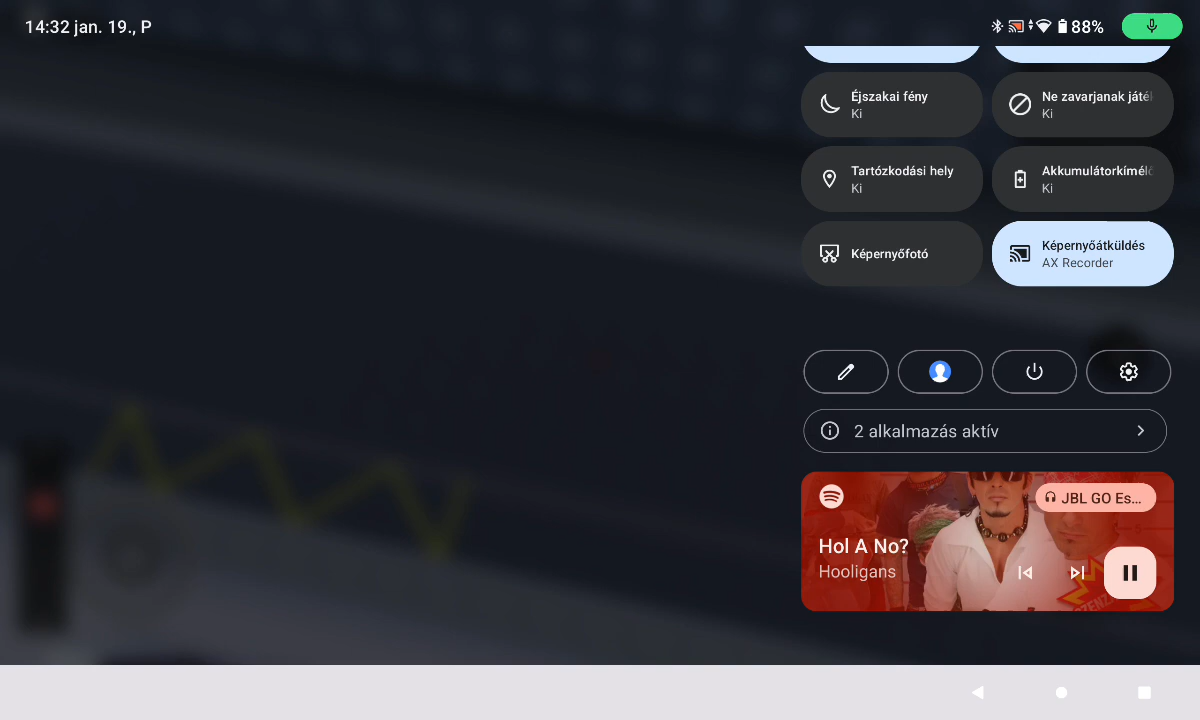 14:32 jan. 19., P
88%
Éjszakai fény
Ki
Ne zavarjanak játék
Ki
Tartózkodási hely
Ki
Akkumulátorkímélő
Ki
Képernyőfotó
Képernyőátküldés
AX Recorder
2 alkalmazás aktív
JBL GO Es...
Hol A No?
Hooligans